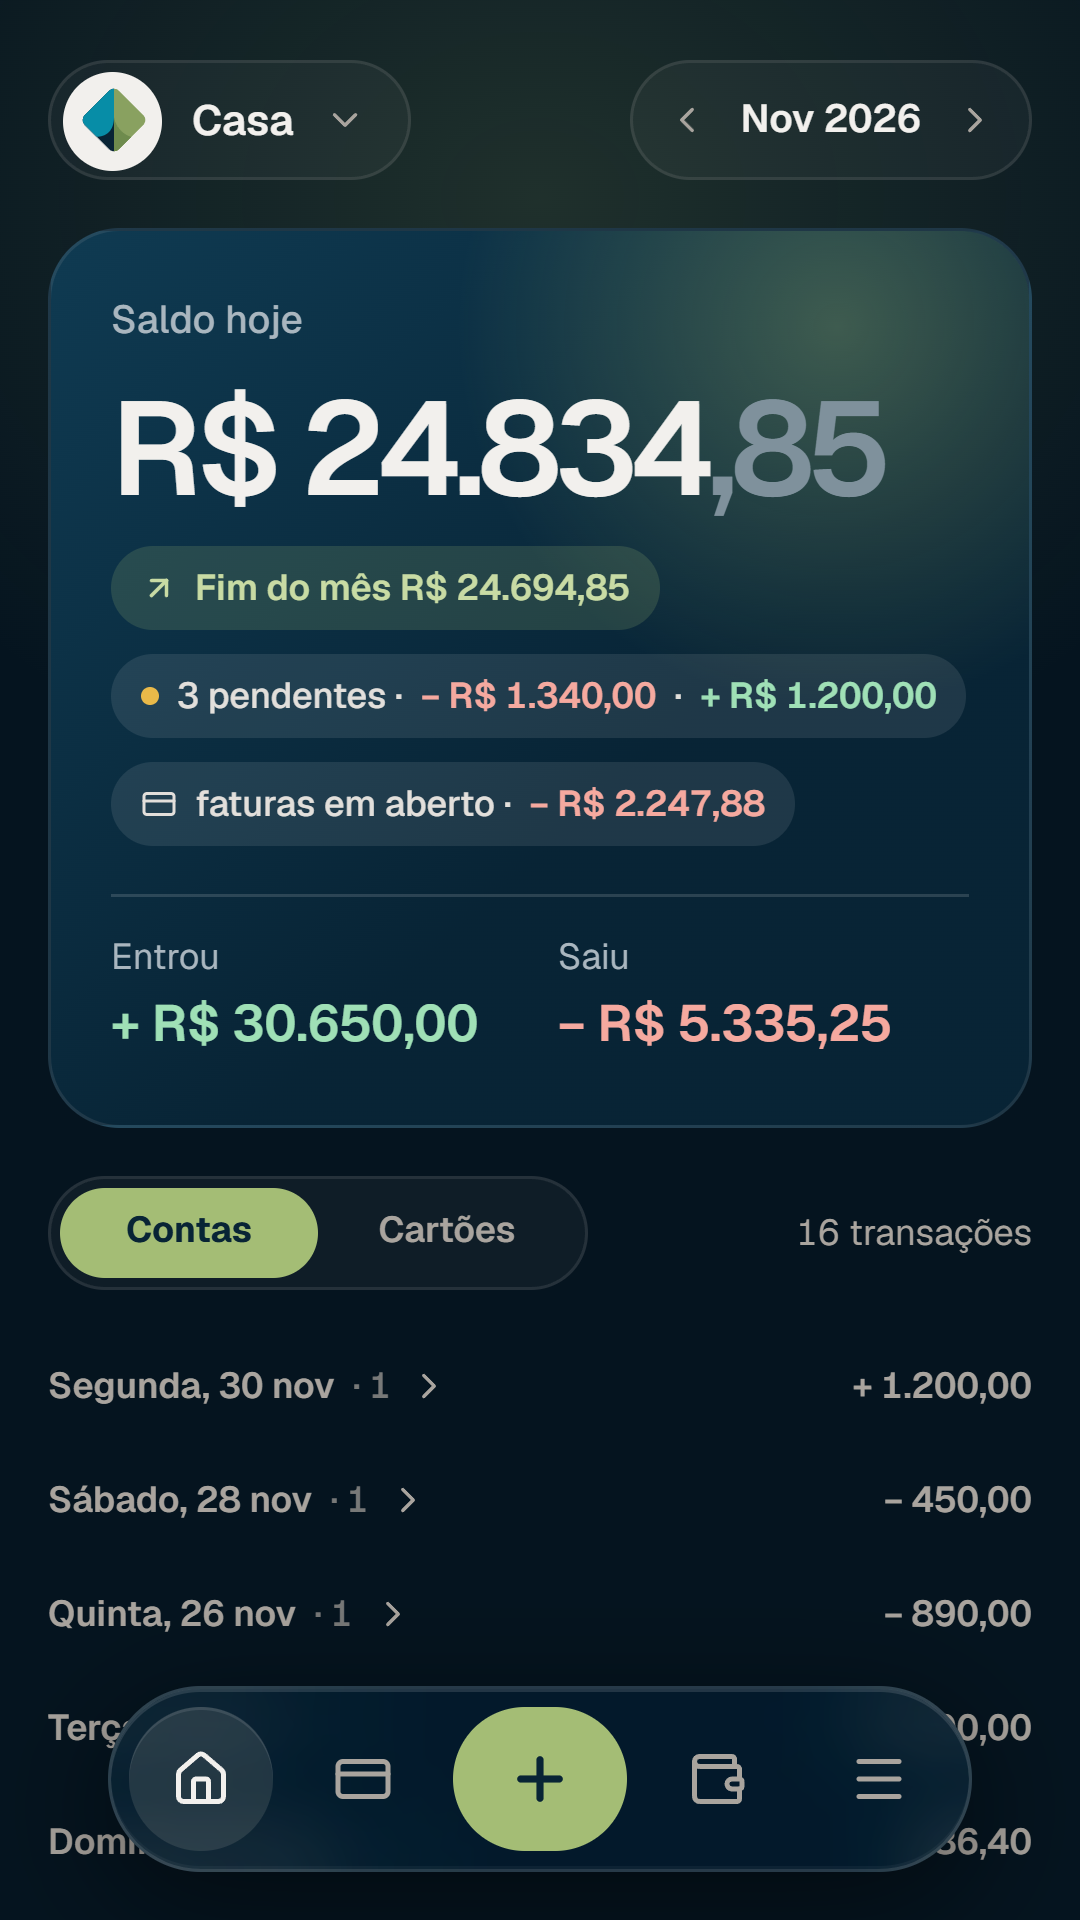 Casa
Nov 2026
Saldo hoje
R$ 24.834,85
Fim do mês R$ 24.694,85
3 pendentes · – R$ 1.340,00 · + R$ 1.200,00
faturas em aberto · – R$ 2.247,88
Entrou
Saiu
+ R$ 30.650,00
– R$ 5.335,25
Contas
Cartões
16 transações
Segunda, 30 nov · 1
+ 1.200,00
Sábado, 28 nov · 1
– 450,00
Quinta, 26 nov · 1
– 890,00